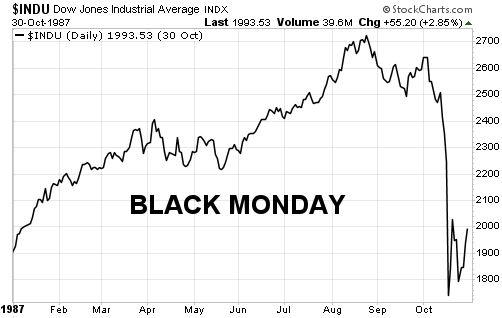 $INDU Dow Jones Industrial Average INDX © StockCharts.com
30-Oct-1987 Last 1993.53 Volume 39.6M Chg +55.20 (+2.85%)▲
— $INDU (Daily) 1993.53 (30 Oct)
2700
2600
2500
2400
2300
2200
2100
2000
1900
1800
BLACK MONDAY
1987 Feb Mar Apr May Jun Jul Aug Sep Oct